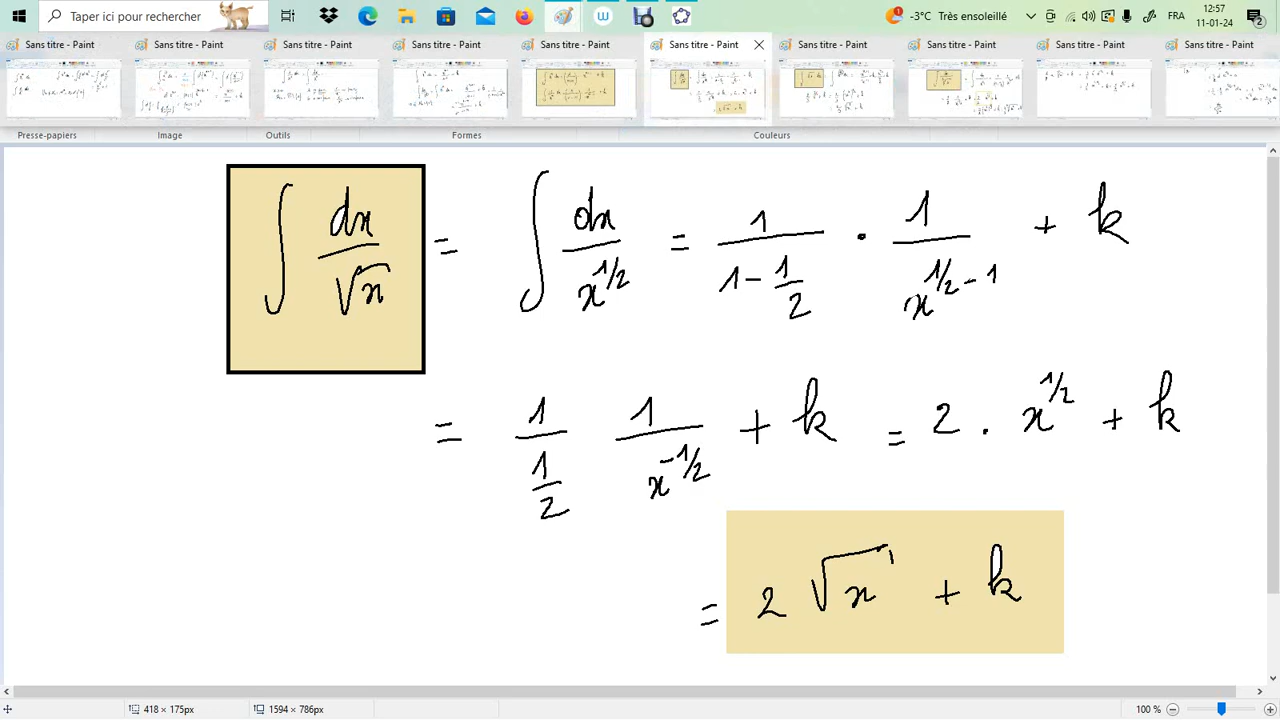 Taper ici pour rechercher
-3°C Très ensoleillé
FRA
12:57
11-01-24
2
Sans titre - Paint
Sans titre - Paint
Sans titre - Paint
Sans titre - Paint
Sans titre - Paint
Sans titre - Paint
Sans titre - Paint
Sans titre - Paint
Sans titre - Paint
Sans titre - Paint
Presse-papiers
Image
Outils
Formes
Couleurs
∫ dx/√x = ∫ dx/x^{1/2} = 1/(1-1/2) · 1/x^{1/2-1} + k
= 1/(1/2) 1/x^{-1/2} + k = 2 · x^{1/2} + k
= 2 √x + k
418 × 175px
1594 × 786px
100 %